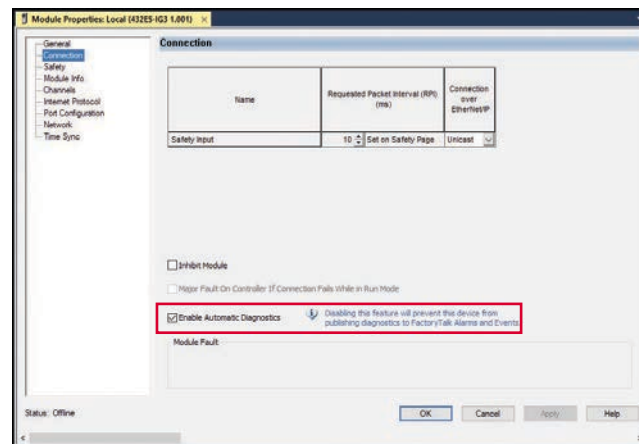 Module Properties: Local (432ES-IG3 1.001) ×
General
Connection
Safety
Module Info
Channels
Internet Protocol
Port Configuration
Network
Time Sync
Connection
Name
Requested Packet Interval (RPI)
(ms)
Connection
over
EtherNet/IP
Safety Input
10
Set on Safety Page
Unicast
Inhibit Module
Major Fault On Controller If Connection Fails While in Run Mode
Enable Automatic Diagnostics
Disabling this feature will prevent this device from
publishing diagnostics to FactoryTalk Alarms and Events.
Module Fault
Status: Offline
OK
Cancel
Apply
Help